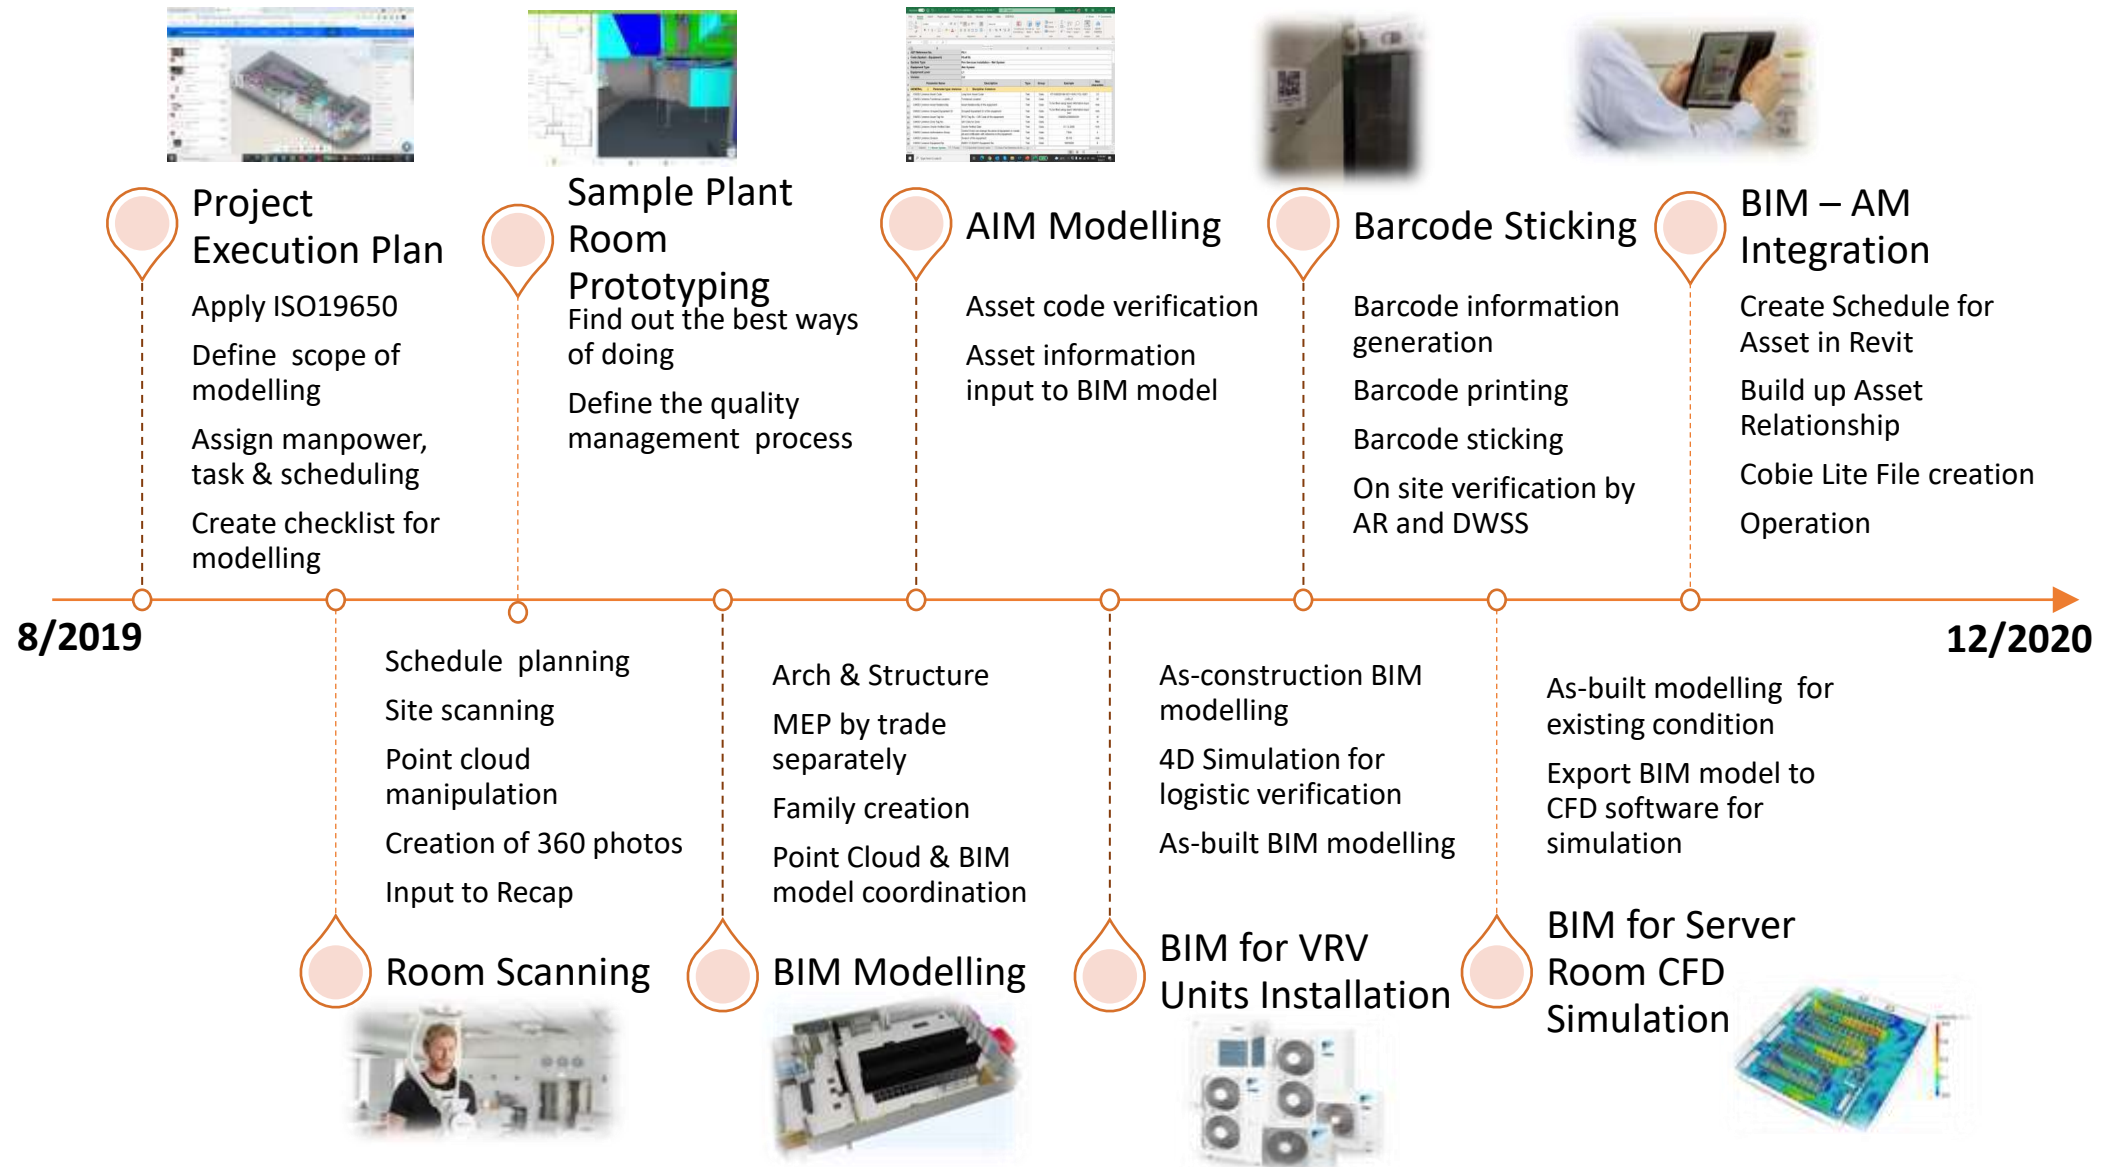 Project
Execution Plan
Apply ISO19650
Define scope of
modelling
Assign manpower,
task & scheduling
Create checklist for
modelling
Sample Plant
Room
Prototyping
Find out the best ways
of doing
Define the quality
management process
AIM Modelling
Asset code verification
Asset information
input to BIM model
Barcode Sticking
Barcode information
generation
Barcode printing
Barcode sticking
On site verification by
AR and DWSS
BIM – AM
Integration
Create Schedule for
Asset in Revit
Build up Asset
Relationship
Cobie Lite File creation
Operation
8/2019
12/2020
Schedule planning
Site scanning
Point cloud
manipulation
Creation of 360 photos
Input to Recap
Room Scanning
Arch & Structure
MEP by trade
separately
Family creation
Point Cloud & BIM
model coordination
BIM Modelling
As-construction BIM
modelling
4D Simulation for
logistic verification
As-built BIM modelling
BIM for VRV
Units Installation
As-built modelling for
existing condition
Export BIM model to
CFD software for
simulation
BIM for Server
Room CFD
Simulation